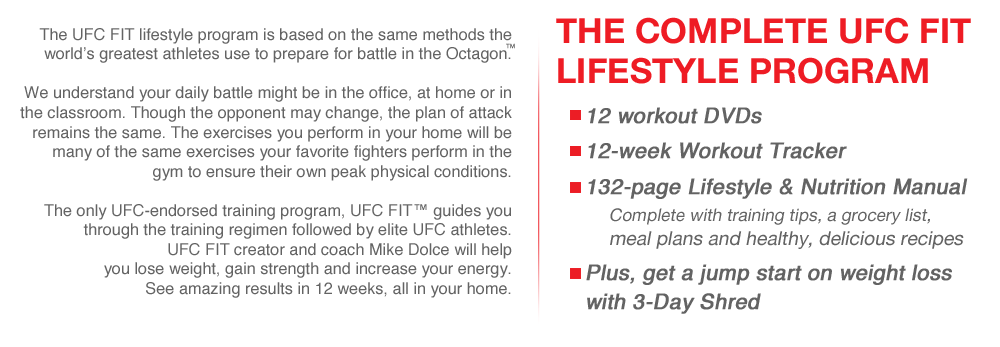 The UFC FIT lifestyle program is based on the same methods the
world's greatest athletes use to prepare for battle in the Octagon.™
We understand your daily battle might be in the office, at home or in
the classroom. Though the opponent may change, the plan of attack
remains the same. The exercises you perform in your home will be
many of the same exercises your favorite fighters perform in the
gym to ensure their own peak physical conditions.
The only UFC-endorsed training program, UFC FIT™ guides you
through the training regimen followed by elite UFC athletes.
UFC FIT creator and coach Mike Dolce will help
you lose weight, gain strength and increase your energy.
See amazing results in 12 weeks, all in your home.
THE COMPLETE UFC FIT
LIFESTYLE PROGRAM
12 workout DVDs
12-week Workout Tracker
132-page Lifestyle & Nutrition Manual
Complete with training tips, a grocery list,
meal plans and healthy, delicious recipes
Plus, get a jump start on weight loss
with 3-Day Shred